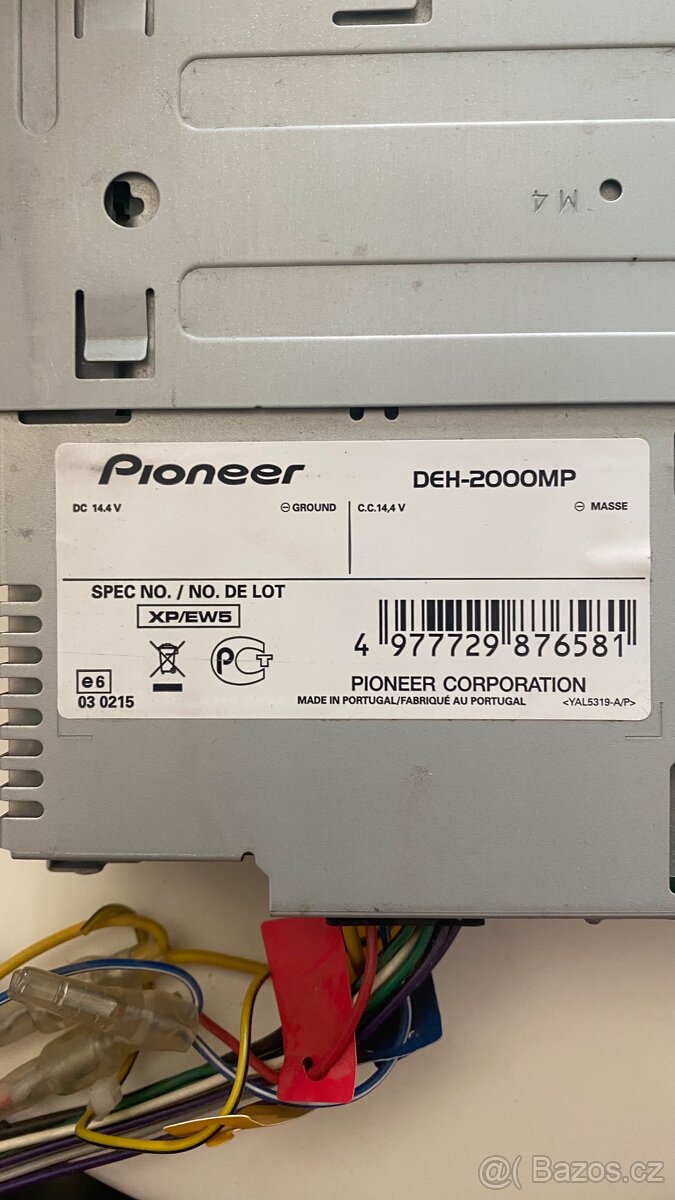 M4
Pioneer
DEH-2000MP
DC 14.4 V ⊖ GROUND
C.C.14,4 V ⊖ MASSE
SPEC NO. / NO. DE LOT
XP/EW5
4 977729 876581
PCT
e6
03 0215
PIONEER CORPORATION
MADE IN PORTUGAL/FABRIQUÉ AU PORTUGAL
<YAL5319-A/P>
@( Bazos.cz